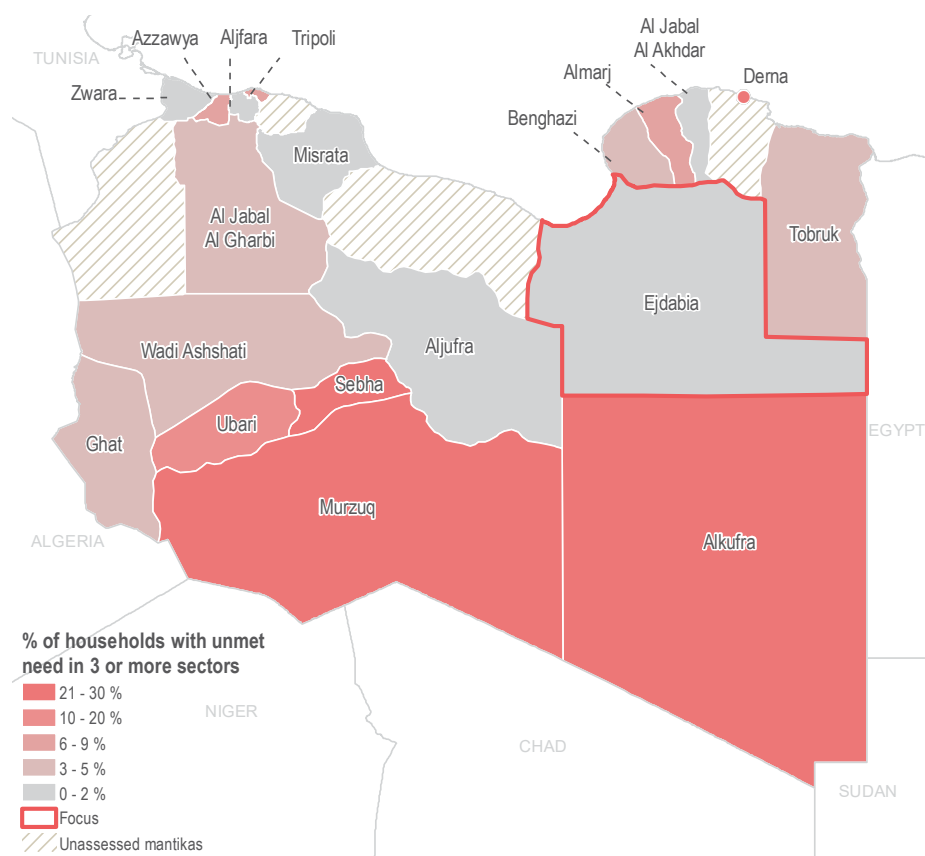 Al Jabal
Al Akhdar
Azzawya
Aljfara
Tripoli
TUNISIA
Almarj
Derna
Zwara
Benghazi
Misrata
Al Jabal
Al Gharbi
Tobruk
Ejdabia
Wadi Ashshati
Aljufra
Sebha
Ubari
Ghat
EGYPT
Murzuq
ALGERIA
Alkufra
% of households with unmet
need in 3 or more sectors
21 - 30 %
10 - 20 %
6 - 9 %
3 - 5 %
0 - 2 %
Focus
Unassessed mantikas
NIGER
CHAD
SUDAN